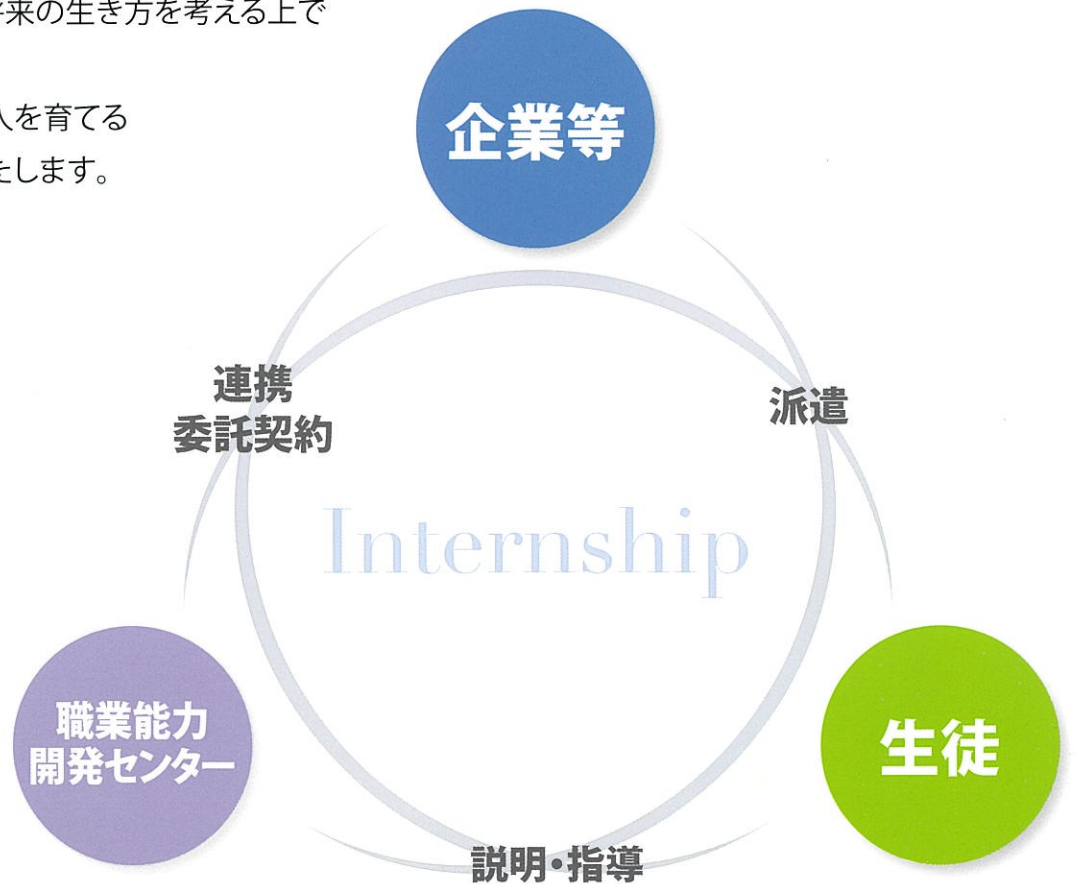 将来の生き方を考える上で
人を育てる
たします。
企業等
連携
委託契約
派遣
Internship
職業能力
開発センター
生徒
説明・指導